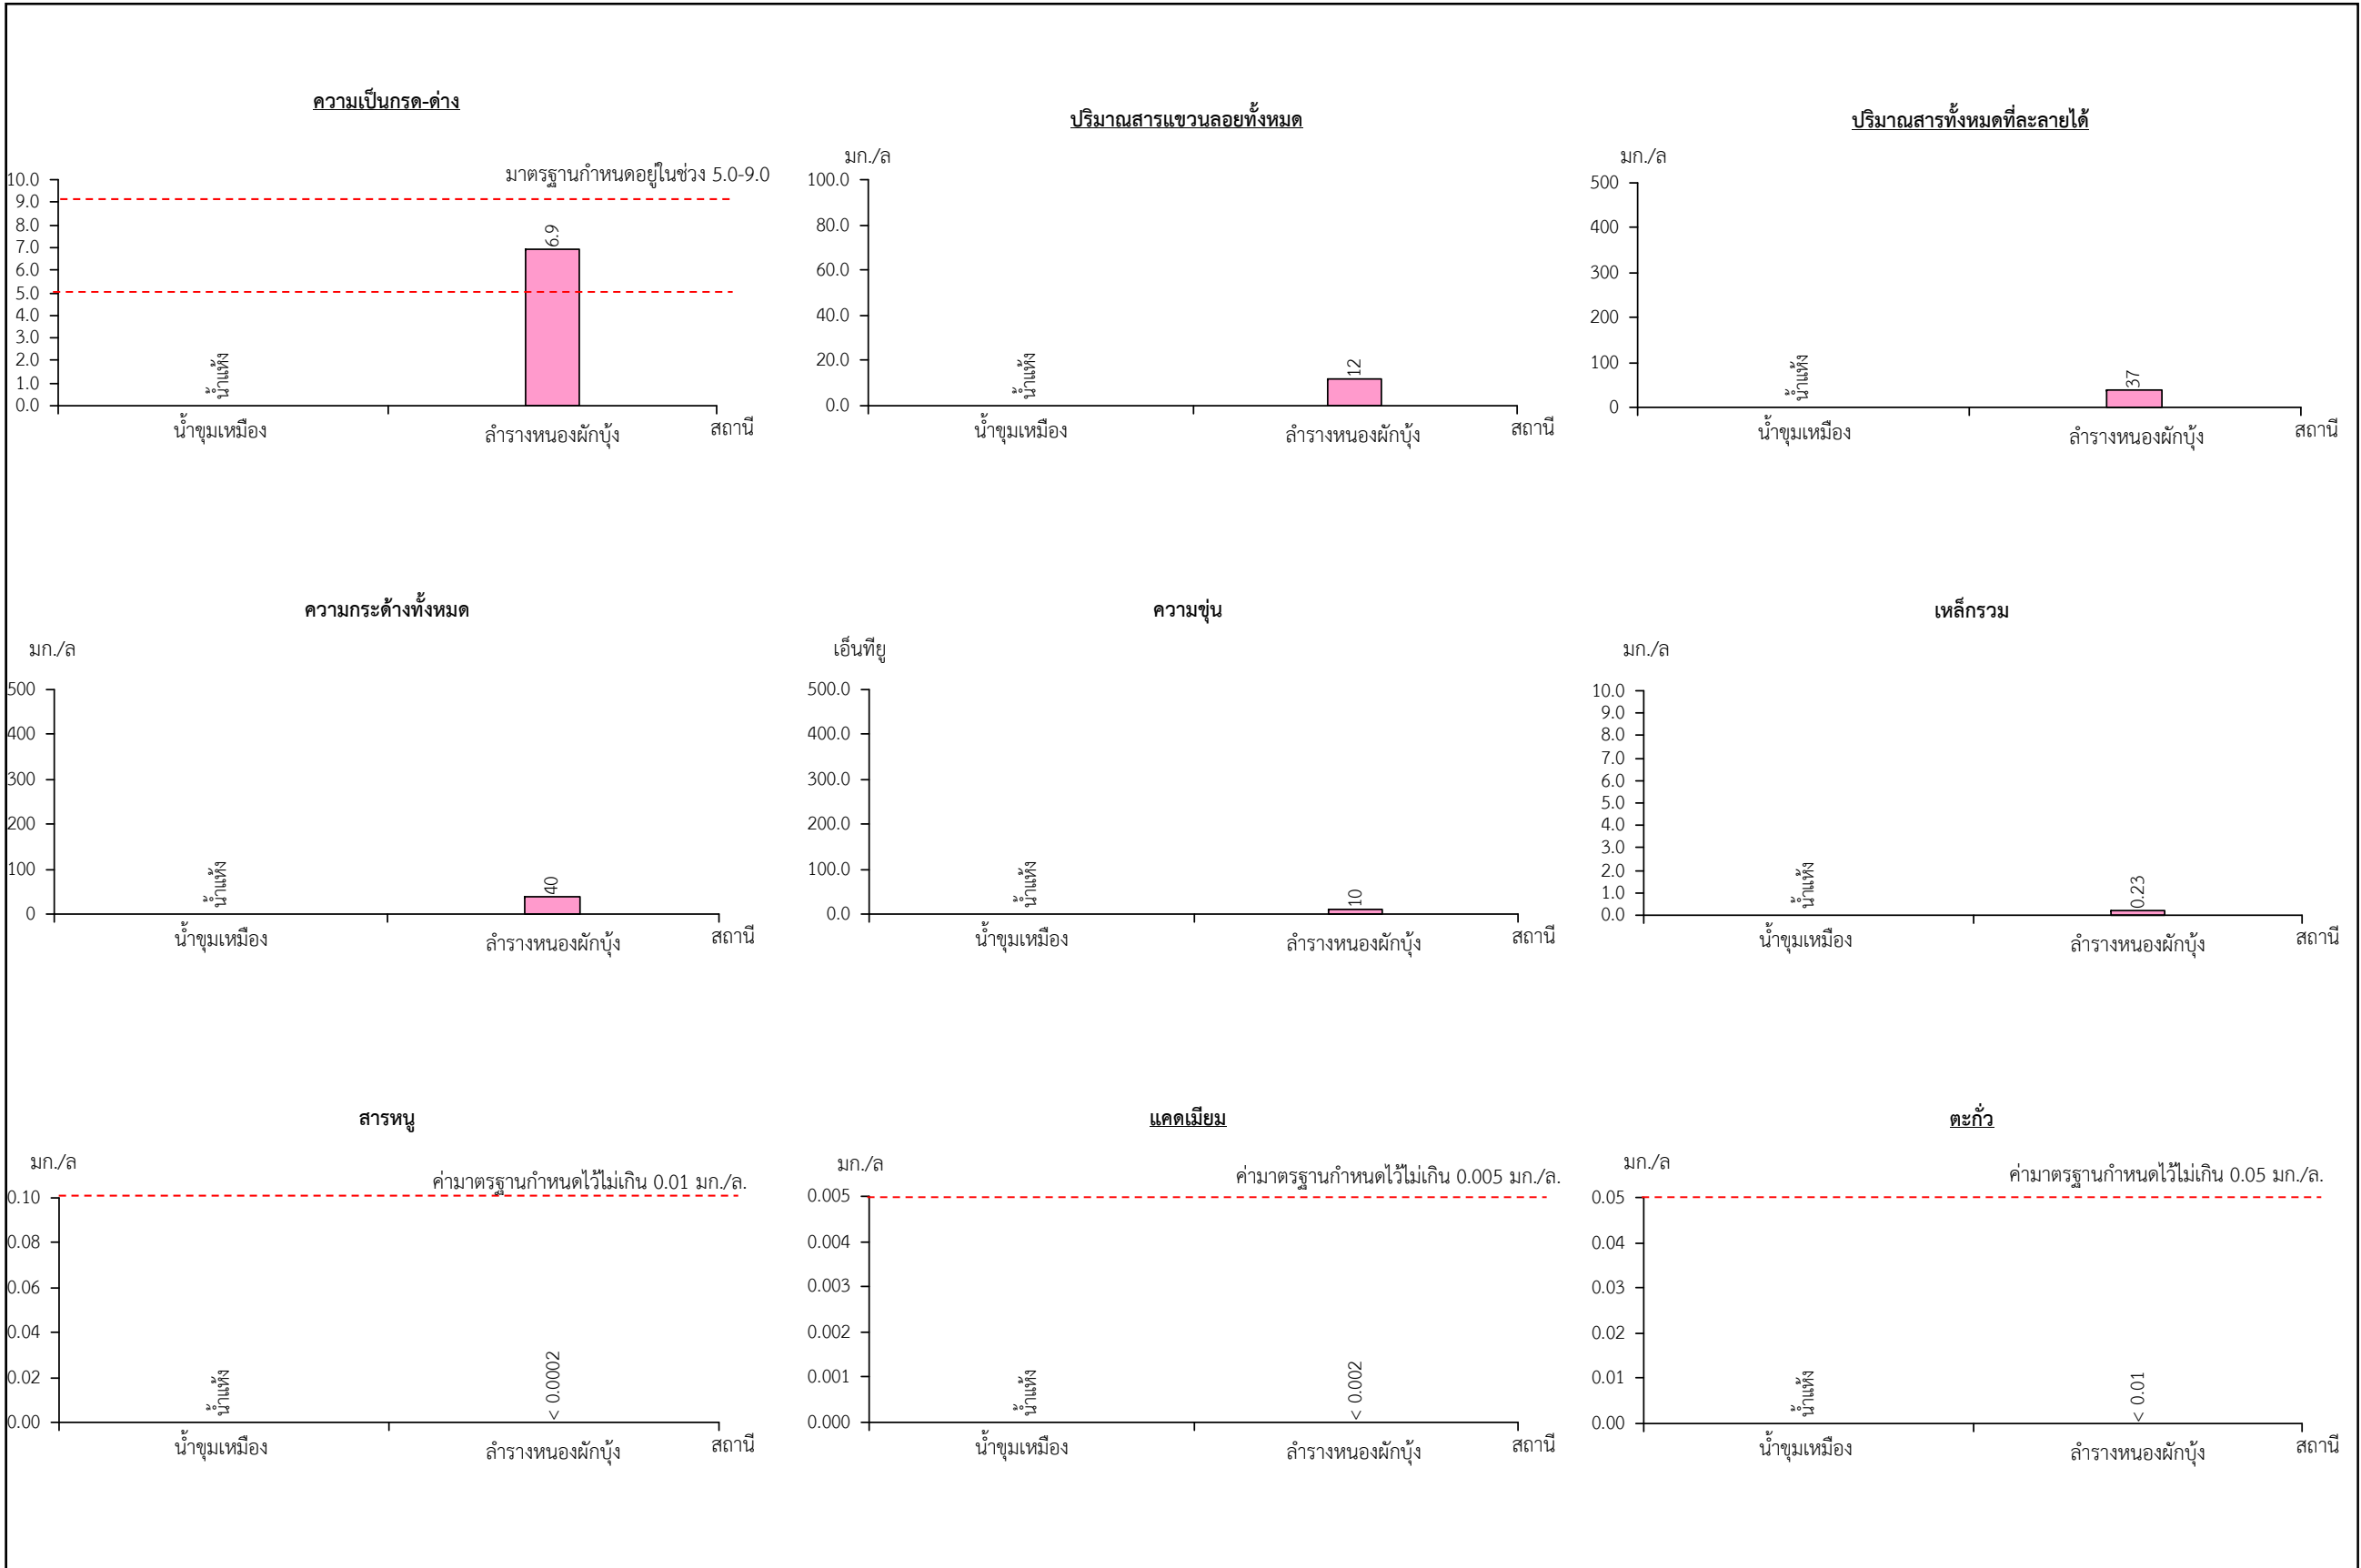 ความเป็นกรด-ด่าง
มาตรฐานกำหนดอยู่ในช่วง 5.0-9.0
10.0
9.0
8.0
7.0
6.0
5.0
4.0
3.0
2.0
1.0
0.0
น้ำแห้ง
6.9
น้ำขุมเหมือง
ลำรางหนองผักบุ้ง
สถานี
ปริมาณสารแขวนลอยทั้งหมด
มก./ล
100.0
80.0
60.0
40.0
20.0
0.0
น้ำแห้ง
12
น้ำขุมเหมือง
ลำรางหนองผักบุ้ง
สถานี
ปริมาณสารทั้งหมดที่ละลายได้
มก./ล
500
400
300
200
100
0
น้ำแห้ง
37
น้ำขุมเหมือง
ลำรางหนองผักบุ้ง
สถานี
ความกระด้างทั้งหมด
มก./ล
500
400
300
200
100
0
น้ำแห้ง
40
น้ำขุมเหมือง
ลำรางหนองผักบุ้ง
สถานี
ความขุ่น
เอ็นทียู
500.0
400.0
300.0
200.0
100.0
0.0
น้ำแห้ง
10
น้ำขุมเหมือง
ลำรางหนองผักบุ้ง
สถานี
เหล็กรวม
มก./ล
10.0
9.0
8.0
7.0
6.0
5.0
4.0
3.0
2.0
1.0
0.0
น้ำแห้ง
0.23
น้ำขุมเหมือง
ลำรางหนองผักบุ้ง
สถานี
สารหนู
มก./ล
ค่ามาตรฐานกำหนดไว้ไม่เกิน 0.01 มก./ล.
0.10
0.08
0.06
0.04
0.02
0.00
น้ำแห้ง
< 0.0002
น้ำขุมเหมือง
ลำรางหนองผักบุ้ง
สถานี
แคดเมียม
มก./ล
ค่ามาตรฐานกำหนดไว้ไม่เกิน 0.005 มก./ล.
0.005
0.004
0.003
0.002
0.001
0.000
น้ำแห้ง
< 0.002
น้ำขุมเหมือง
ลำรางหนองผักบุ้ง
สถานี
ตะกั่ว
มก./ล
ค่ามาตรฐานกำหนดไว้ไม่เกิน 0.05 มก./ล.
0.05
0.04
0.03
0.02
0.01
0.00
น้ำแห้ง
< 0.01
น้ำขุมเหมือง
ลำรางหนองผักบุ้ง
สถานี